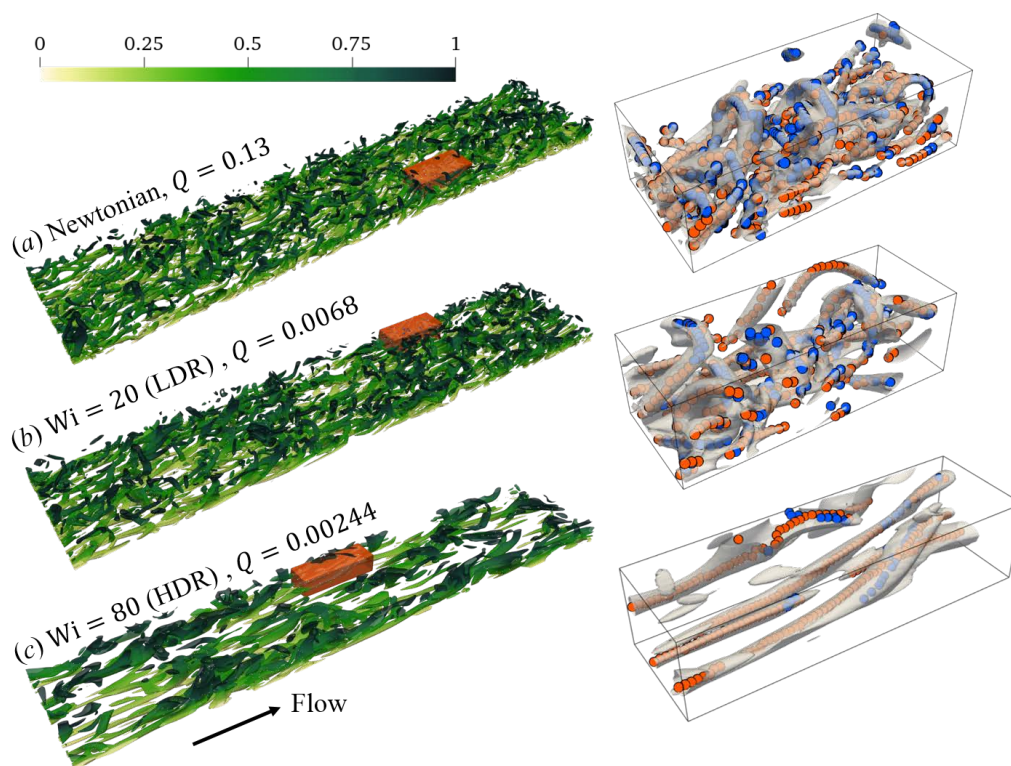 0 0.25 0.5 0.75 1
(a) Newtonian, Q = 0.13
(b) Wi = 20 (LDR) , Q = 0.0068
(c) Wi = 80 (HDR) , Q = 0.00244
Flow